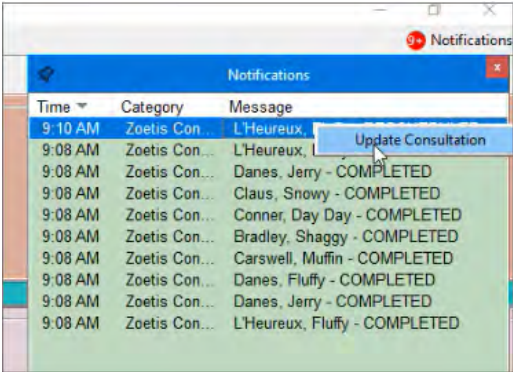 9+ Notifications
Notifications
Time Category Message
9:10 AM Zoetis Con... L'Heureux,
Update Consultation
9:08 AM Zoetis Con... L'Heureux,
9:08 AM Zoetis Con... Danes, Jerry - COMPLETED
9:08 AM Zoetis Con... Claus, Snowy - COMPLETED
9:08 AM Zoetis Con... Conner, Day Day - COMPLETED
9:08 AM Zoetis Con... Bradley, Shaggy - COMPLETED
9:08 AM Zoetis Con... Carswell, Muffin - COMPLETED
9:08 AM Zoetis Con... Danes, Fluffy - COMPLETED
9:08 AM Zoetis Con... Danes, Jerry - COMPLETED
9:08 AM Zoetis Con... L'Heureux, Fluffy - COMPLETED